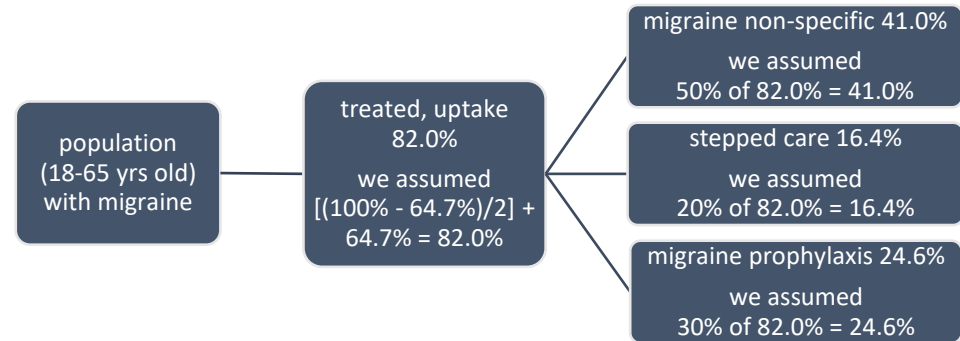 population
(18-65 yrs old)
with migraine
treated, uptake
82.0%
we assumed
[(100% - 64.7%)/2] +
64.7% = 82.0%
migraine non-specific 41.0%
we assumed
50% of 82.0% = 41.0%
stepped care 16.4%
we assumed
20% of 82.0% = 16.4%
migraine prophylaxis 24.6%
we assumed
30% of 82.0% = 24.6%